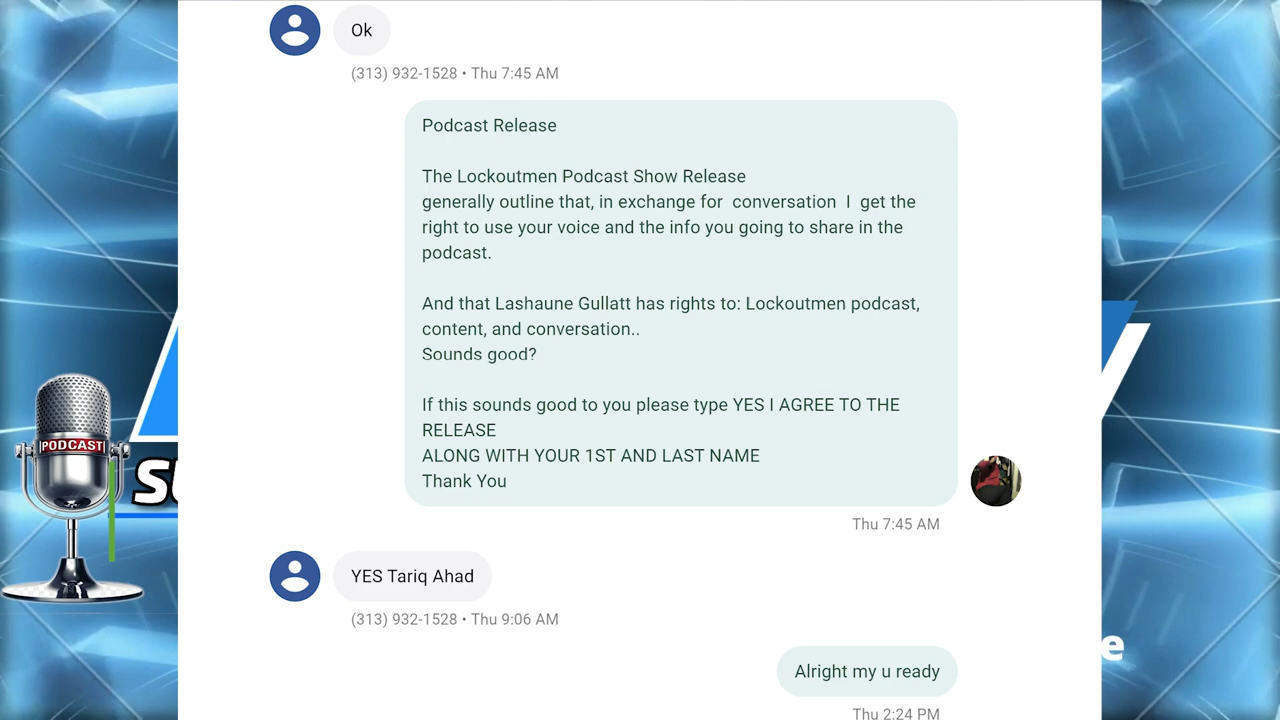 Ok
(313) 932-1528 • Thu 7:45 AM
Podcast Release
The Lockoutmen Podcast Show Release
generally outline that, in exchange for  conversation  I  get the
right to use your voice and the info you going to share in the
podcast.
And that Lashaune Gullatt has rights to: Lockoutmen podcast,
content, and conversation..
Sounds good?
If this sounds good to you please type YES I AGREE TO THE
RELEASE
ALONG WITH YOUR 1ST AND LAST NAME
Thank You
Thu 7:45 AM
PODCAST
YES Tariq Ahad
(313) 932-1528 • Thu 9:06 AM
Alright my u ready
Thu 2:24 PM